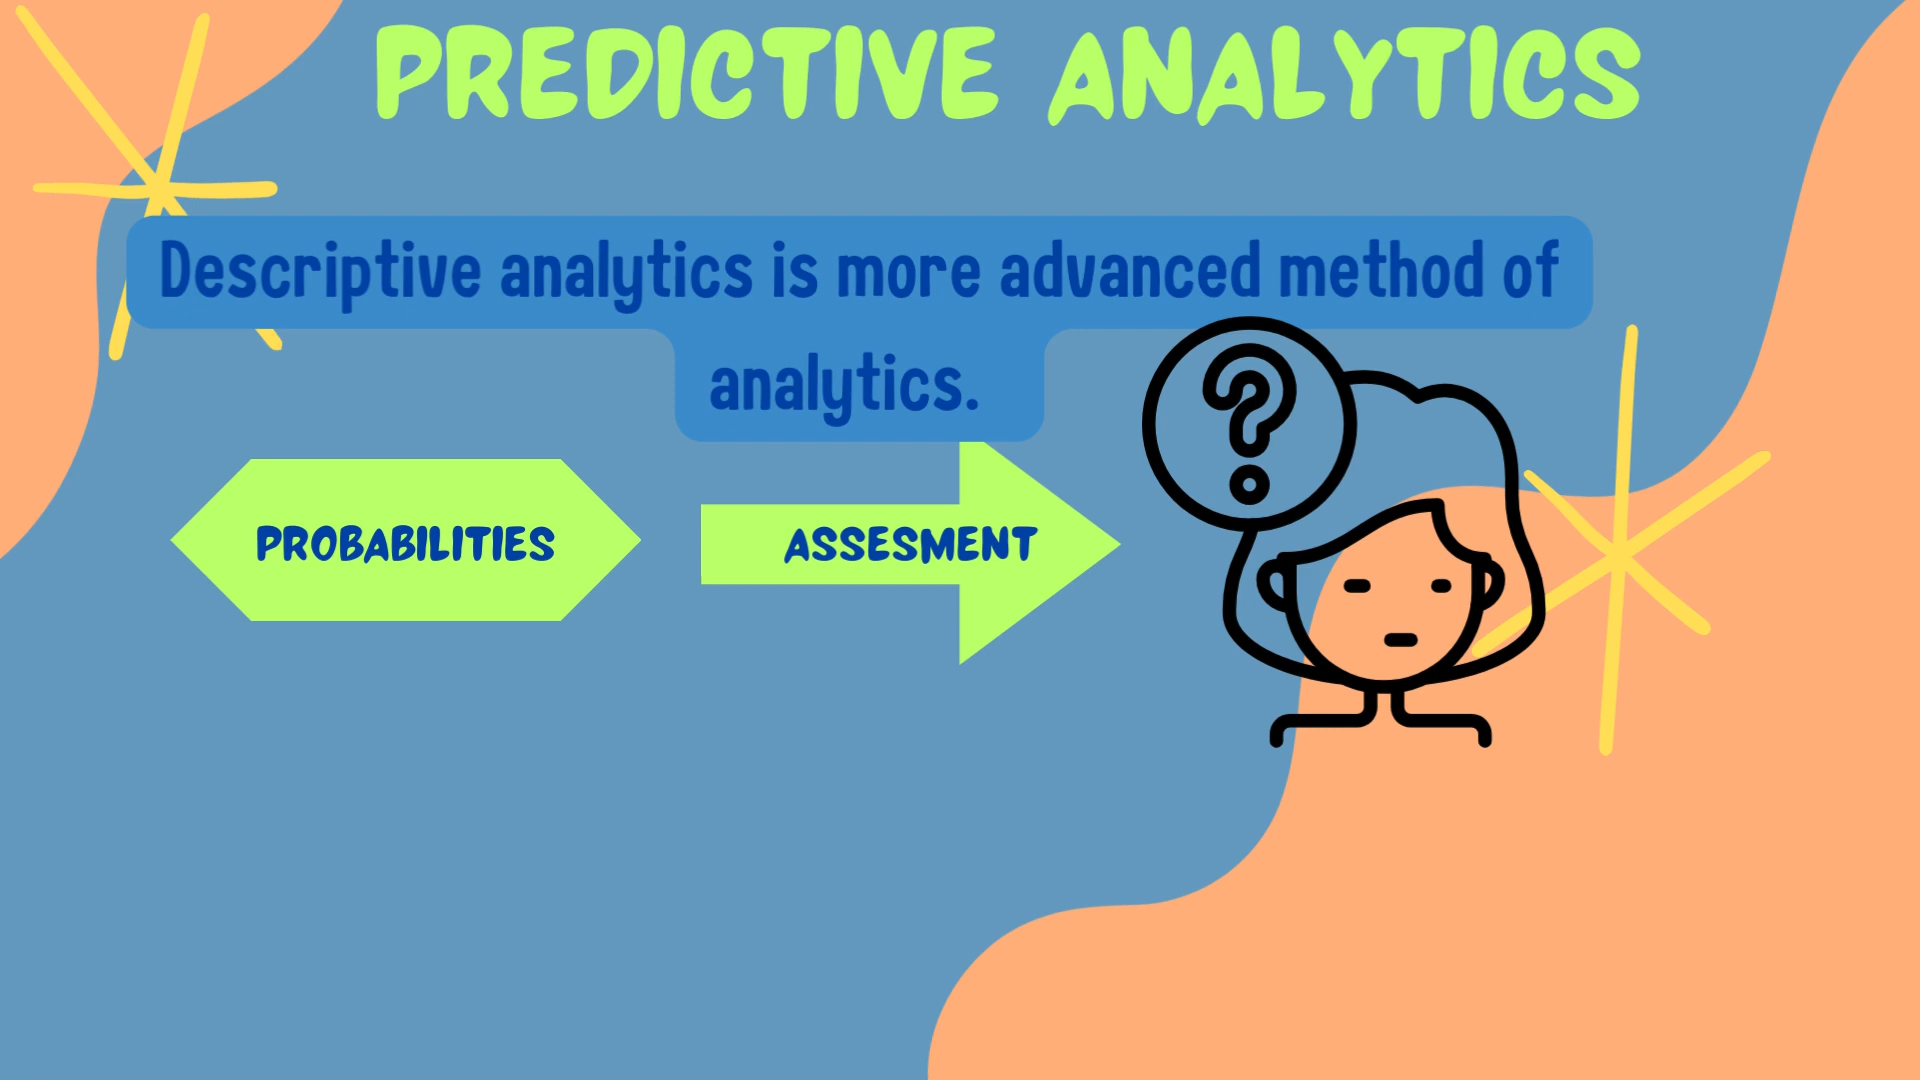 PREDICTIVE ANALYTICS
Descriptive analytics is more advanced method of
analytics.
PROBABILITIES
ASSESMENT
?